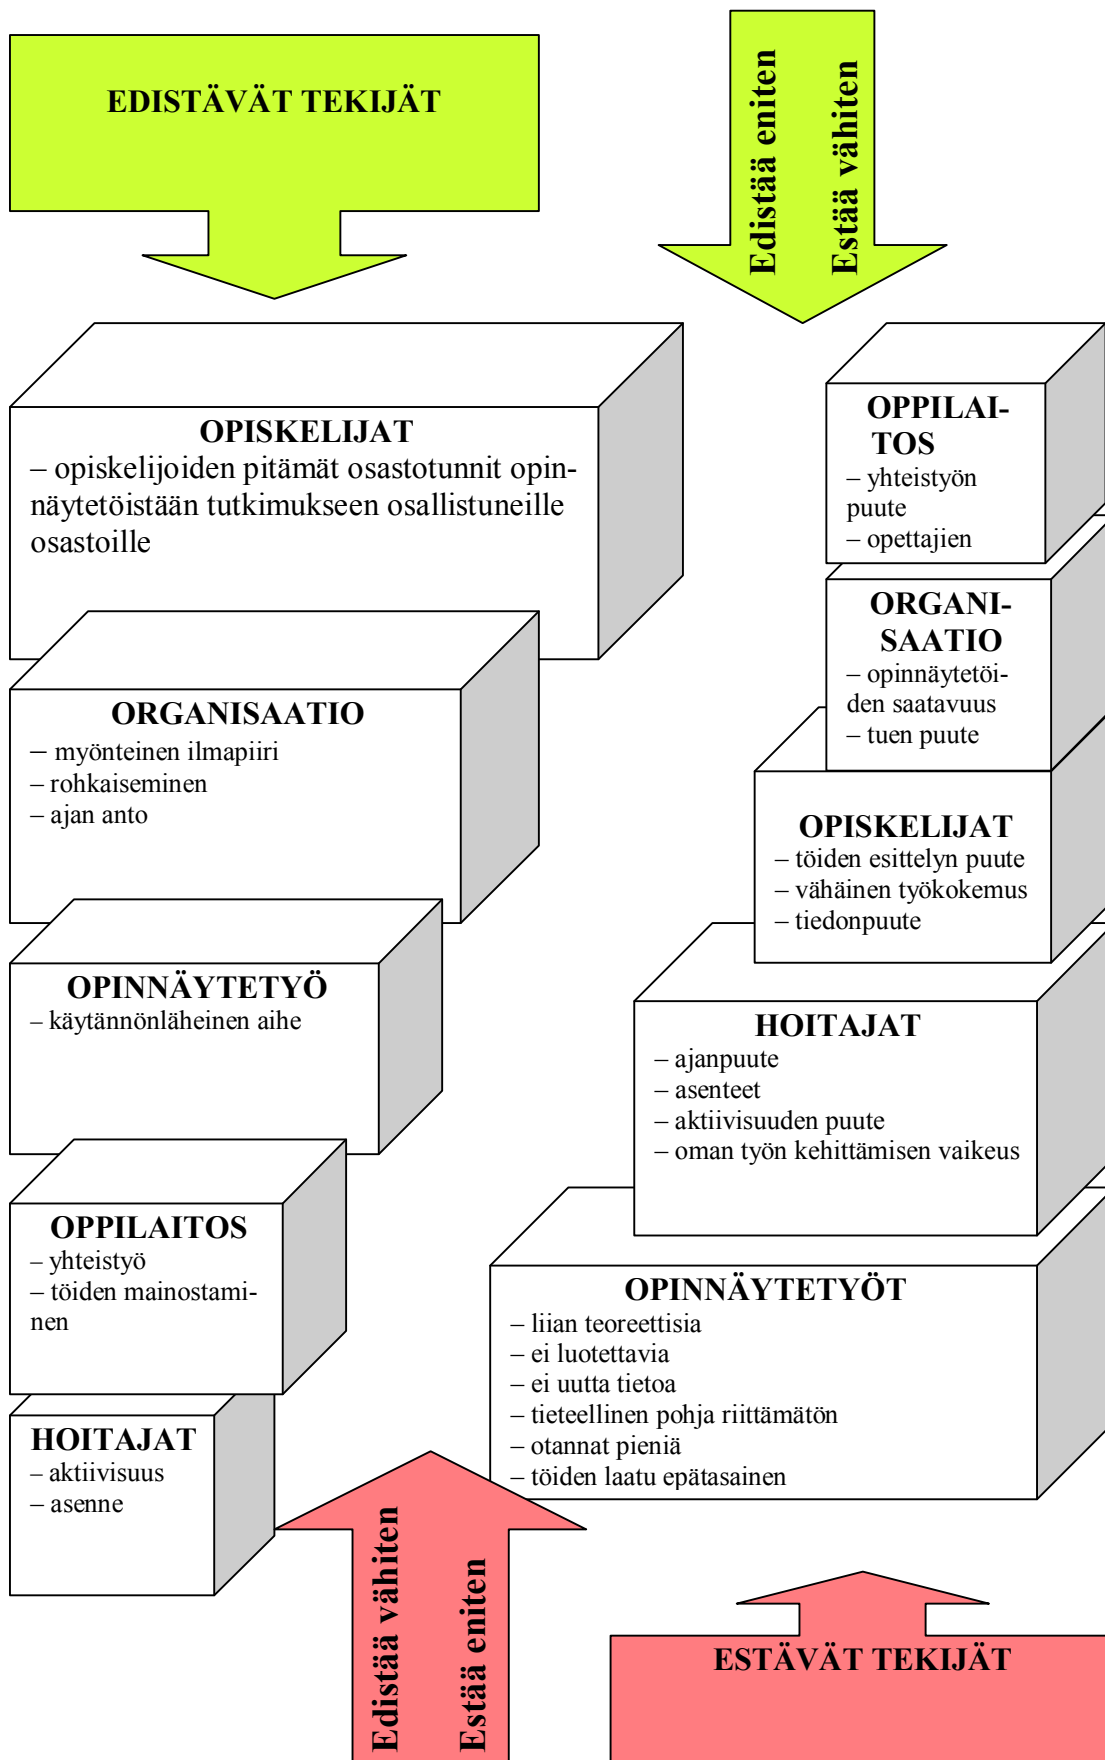 EDISTÄVÄT TEKIJÄT
Edistää eniten
Estää vähiten
OPISKELIJAT
– opiskelijoiden pitämät osastotunnit opin-
näytetöistään tutkimukseen osallistuneille
osastoille
ORGANISAATIO
– myönteinen ilmapiiri
– rohkaiseminen
– ajan anto
OPINNÄYTETYÖ
– käytännönläheinen aihe
OPPILAITOS
– yhteistyö
– töiden mainostami-
nen
HOITAJAT
– aktiivisuus
– asenne
OPPILAI-
TOS
– yhteistyön
puute
– opettajien
ORGANI-
SAATIO
– opinnäytetöi-
den saatavuus
– tuen puute
OPISKELIJAT
– töiden esittelyn puute
– vähäinen työkokemus
– tiedonpuute
HOITAJAT
– ajanpuute
– asenteet
– aktiivisuuden puute
– oman työn kehittämisen vaikeus
OPINNÄYTETYÖT
– liian teoreettisia
– ei luotettavia
– ei uutta tietoa
– tieteellinen pohja riittämätön
– otannat pieniä
– töiden laatu epätasainen
Edistää vähiten
Estää eniten
ESTÄVÄT TEKIJÄT